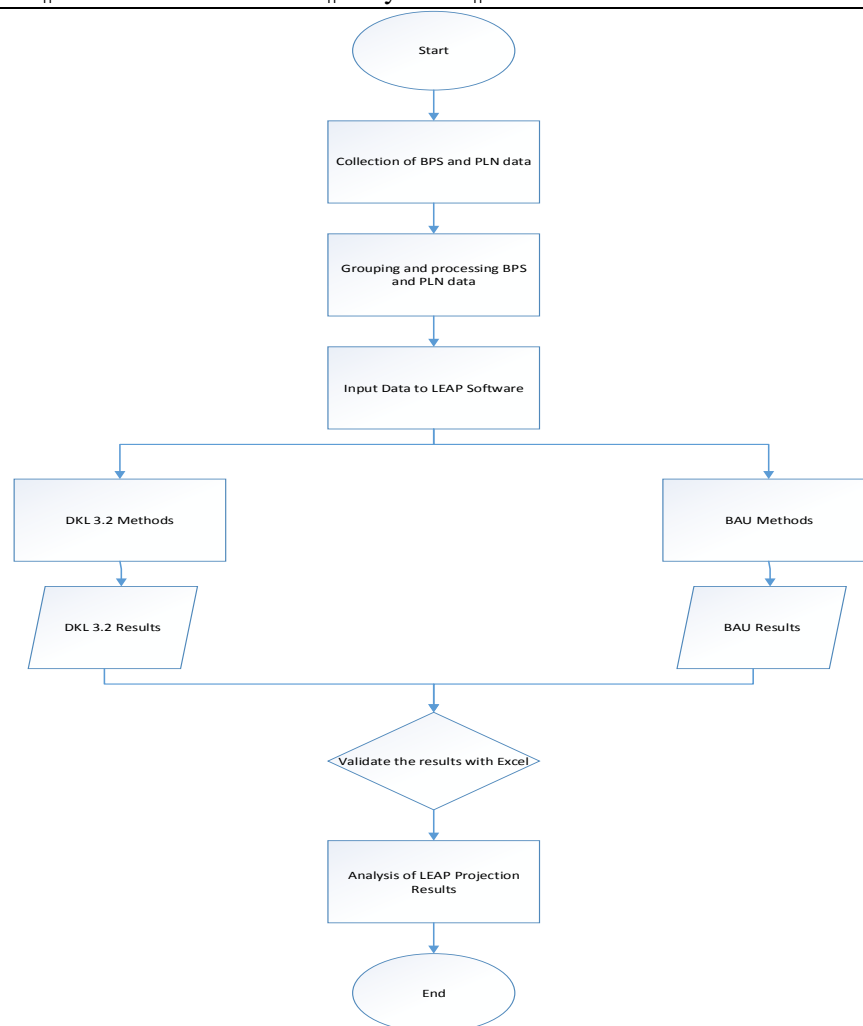 Start
Collection of BPS and PLN data
Grouping and processing BPS
and PLN data
Input Data to LEAP Software
DKL 3.2 Methods
BAU Methods
DKL 3.2 Results
BAU Results
Validate the results with Excel
Analysis of LEAP Projection
Results
End